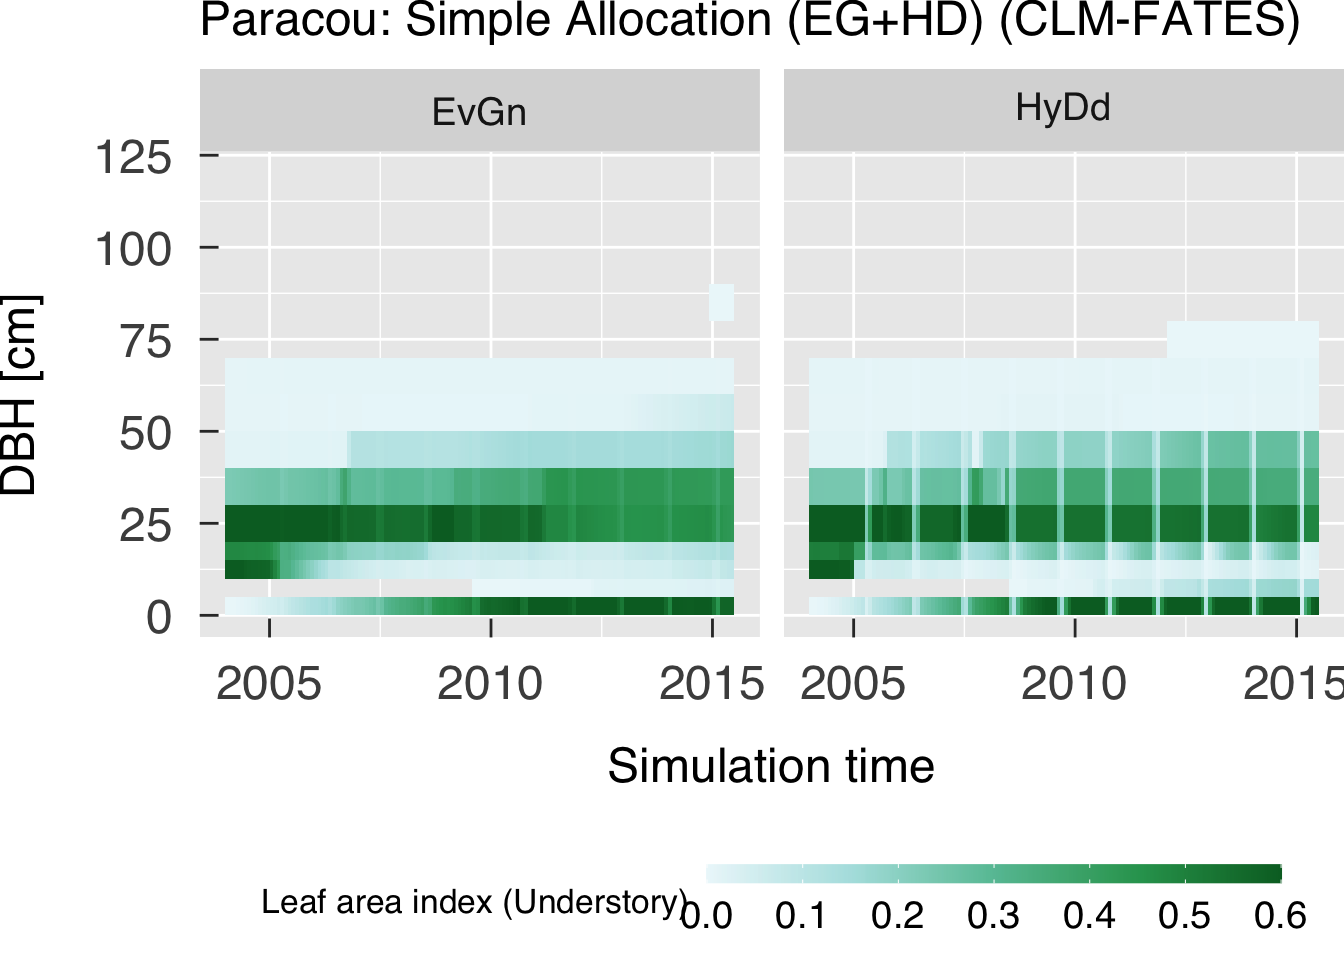 Paracou: Simple Allocation (EG+HD) (CLM-FATES)
EvGn
HyDd
DBH [cm]
125
100
75
50
25
0
2005 2010 2015 2005 2010 2015
Simulation time
Leaf area index (Understory)
0.0 0.1 0.2 0.3 0.4 0.5 0.6